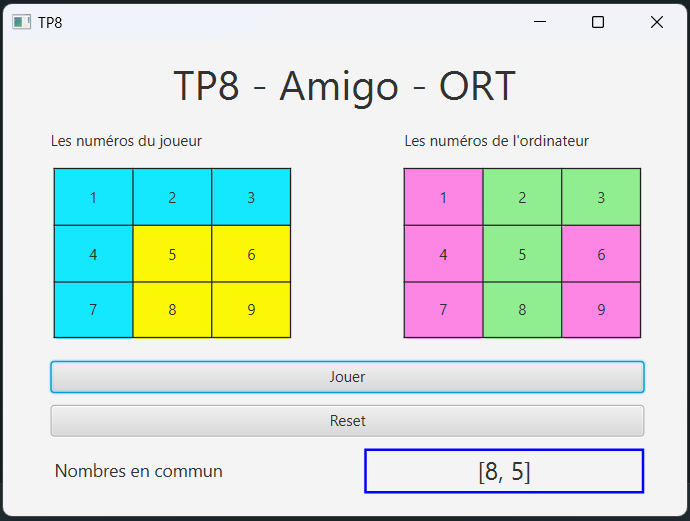 TP8
TP8 - Amigo - ORT
Les numéros du joueur
Les numéros de l'ordinateur
1 2 3
4 5 6
7 8 9
1 2 3
4 5 6
7 8 9
Jouer
Reset
Nombres en commun
[8, 5]